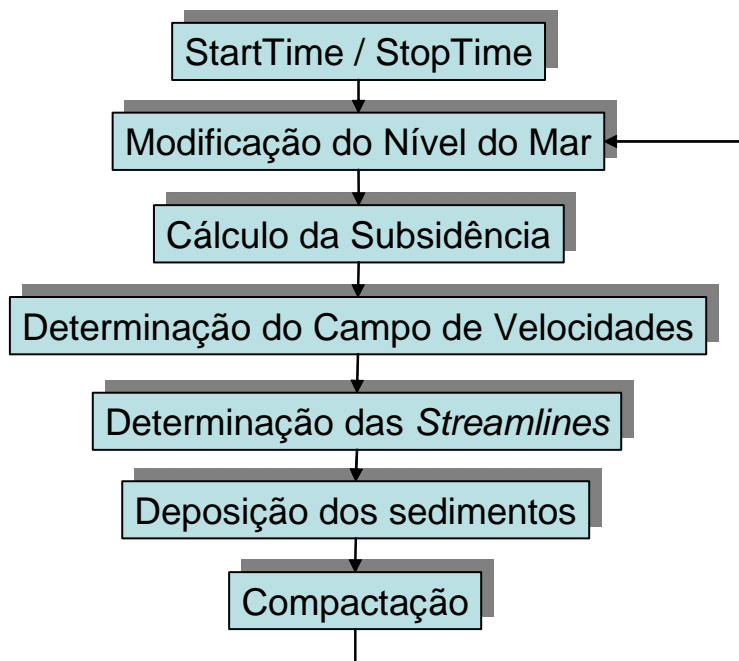 StartTime / StopTime
Modificação do Nível do Mar
Cálculo da Subsidência
Determinação do Campo de Velocidades
Determinação das Streamlines
Deposição dos sedimentos
Compactação